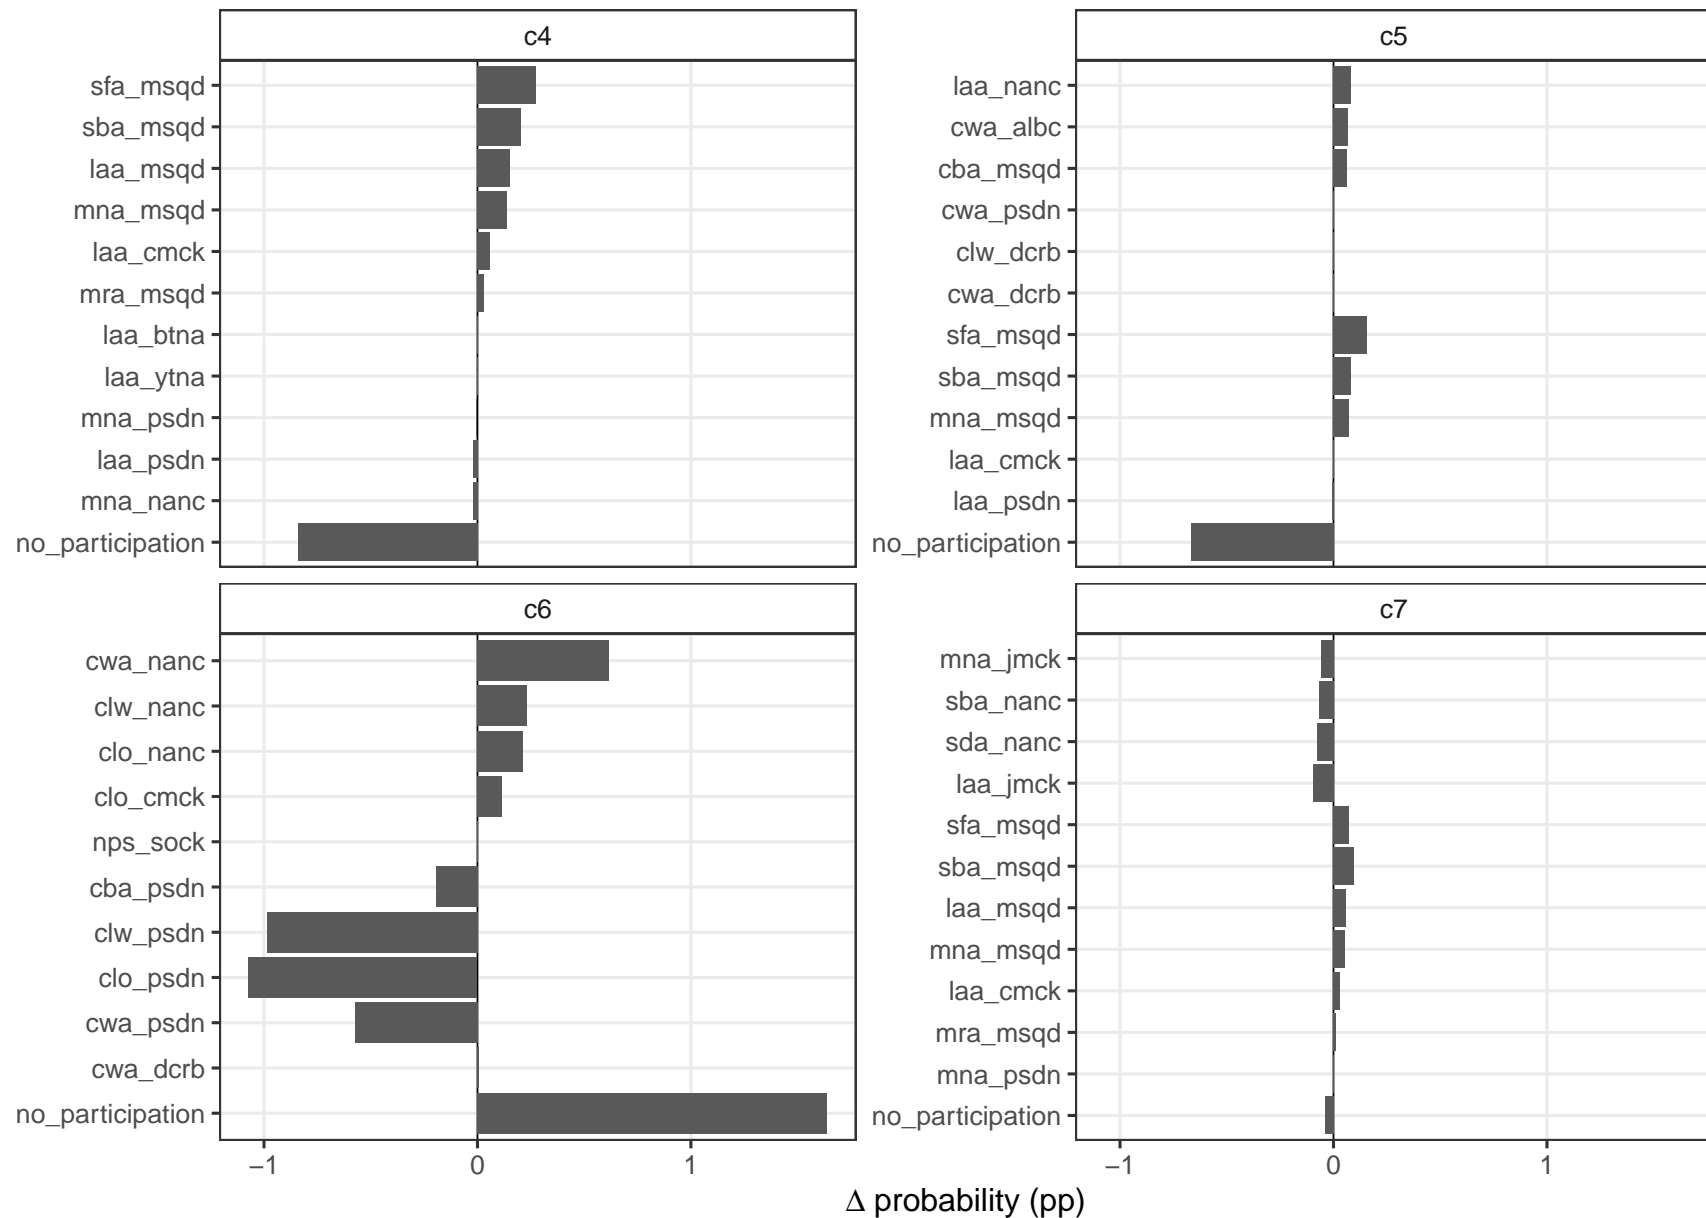 c4
sfa_msqd
sba_msqd
laa_msqd
mna_msqd
laa_cmck
mra_msqd
laa_btna
laa_ytna
mna_psdn
laa_psdn
mna_nanc
no_participation
c5
laa_nanc
cwa_albc
cba_msqd
cwa_psdn
clw_dcrb
cwa_dcrb
sfa_msqd
sba_msqd
mna_msqd
laa_cmck
laa_psdn
no_participation
c6
cwa_nanc
clw_nanc
clo_nanc
clo_cmck
nps_sock
cba_psdn
clw_psdn
clo_psdn
cwa_psdn
cwa_dcrb
no_participation
−1 0 1
c7
mna_jmck
sba_nanc
sda_nanc
laa_jmck
sfa_msqd
sba_msqd
laa_msqd
mna_msqd
laa_cmck
mra_msqd
mna_psdn
no_participation
−1 0 1
Δ probability (pp)